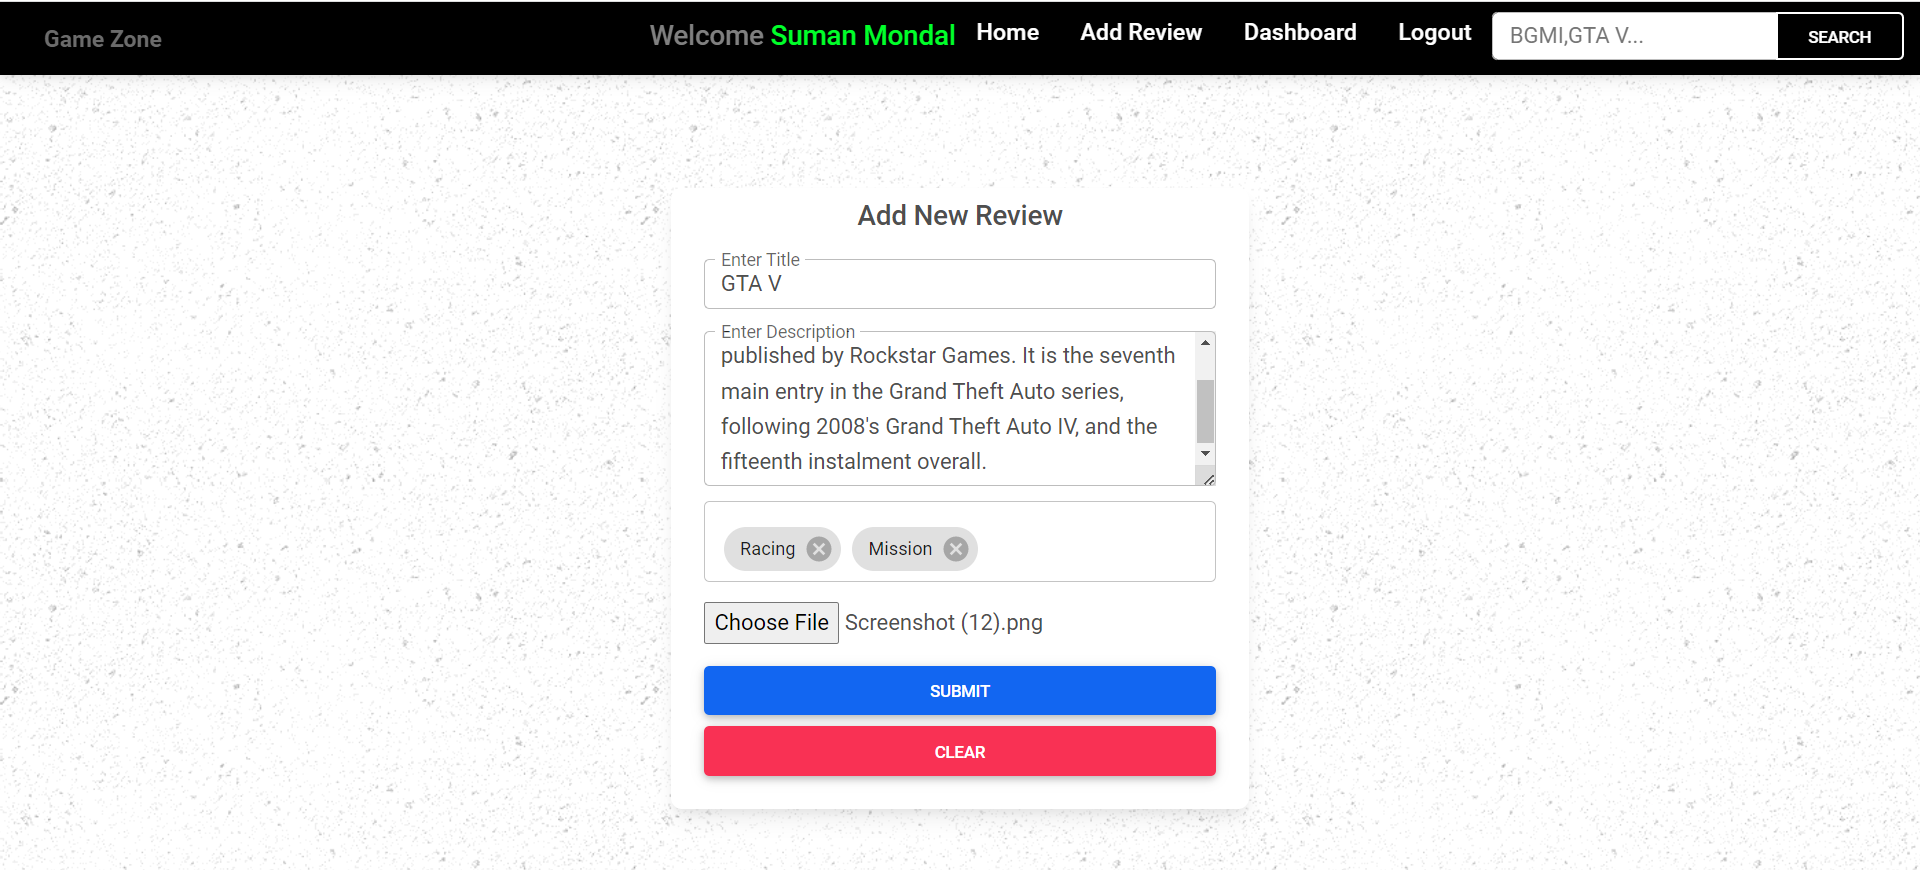 Game Zone
Welcome Suman Mondal
Home
Add Review
Dashboard
Logout
BGMI,GTA V...
SEARCH
Add New Review
Enter Title
GTA V
Enter Description
published by Rockstar Games. It is the seventh
main entry in the Grand Theft Auto series,
following 2008's Grand Theft Auto IV, and the
fifteenth instalment overall.
Racing
Mission
Choose File Screenshot (12).png
SUBMIT
CLEAR